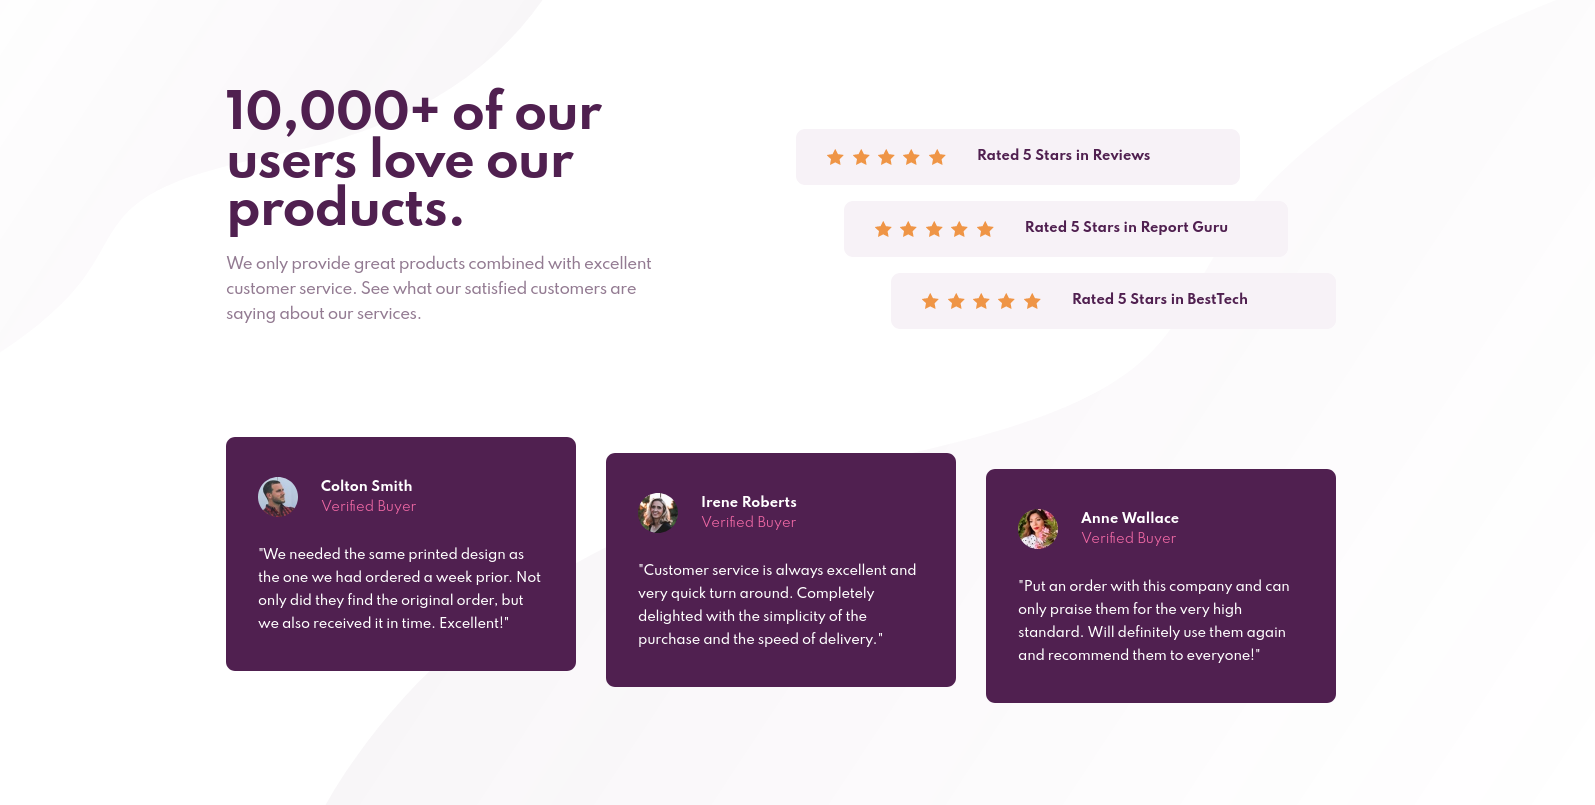 10,000+ of our
users love our
products.
We only provide great products combined with excellent
customer service. See what our satisfied customers are
saying about our services.
Rated 5 Stars in Reviews
Rated 5 Stars in Report Guru
Rated 5 Stars in BestTech
Colton Smith
Verified Buyer
"We needed the same printed design as
the one we had ordered a week prior. Not
only did they find the original order, but
we also received it in time. Excellent!"
Irene Roberts
Verified Buyer
"Customer service is always excellent and
very quick turn around. Completely
delighted with the simplicity of the
purchase and the speed of delivery."
Anne Wallace
Verified Buyer
"Put an order with this company and can
only praise them for the very high
standard. Will definitely use them again
and recommend them to everyone!"